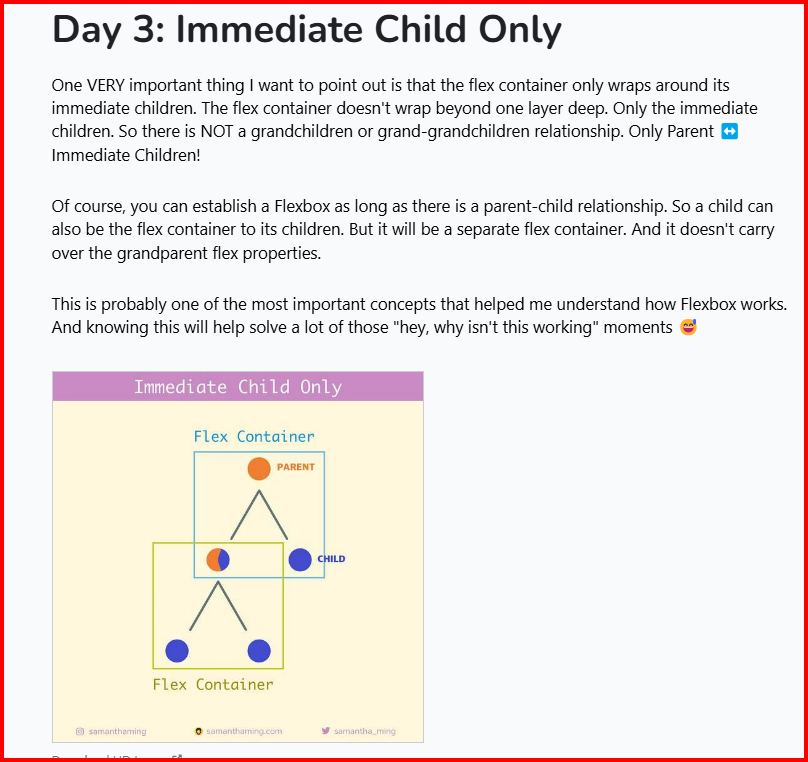 Day 3: Immediate Child Only
One VERY important thing I want to point out is that the flex container only wraps around its
immediate children. The flex container doesn't wrap beyond one layer deep. Only the immediate
children. So there is NOT a grandchildren or grand-grandchildren relationship. Only Parent ↔️
Immediate Children!
Of course, you can establish a Flexbox as long as there is a parent-child relationship. So a child can
also be the flex container to its children. But it will be a separate flex container. And it doesn't carry
over the grandparent flex properties.
This is probably one of the most important concepts that helped me understand how Flexbox works.
And knowing this will help solve a lot of those "hey, why isn't this working" moments 😅
Immediate Child Only
Flex Container
PARENT
CHILD
Flex Container
samanthaming
samanthaming.com
samantha_ming